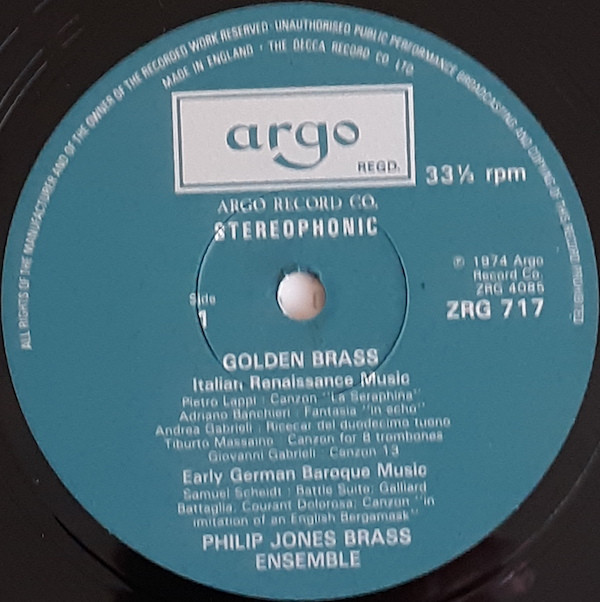 ALL RIGHTS OF THE MANUFACTURER AND OF THE OWNER OF THE RECORDED WORK RESERVED · UNAUTHORISED PUBLIC PERFORMANCE BROADCASTING AND COPYING OF THIS RECORD PROHIBITED
MADE IN ENGLAND · THE DECCA RECORD CO. LTD.
argo
REGD.
33⅓ rpm
ARGO RECORD CO.
STEREOPHONIC
℗ 1974 Argo
Record Co.
ZRG 4086
ZRG 717
Side
1
GOLDEN BRASS
Italian Renaissance Music
Pietro Lappi · Canzon "La Seraphina"
Adriano Banchieri · Fantasia "in echo"
Andrea Gabrieli · Ricecar del duodecimo tuono
Tiburto Massaino · Canzon for 8 trombones
Giovanni Gabrieli · Canzon 13
Early German Baroque Music
Samuel Scheidt · Battle Suite; Galliard
Battaglia; Courant Dolorosa; Canzon "in
imitation of an English Bergamask"
PHILIP JONES BRASS
ENSEMBLE